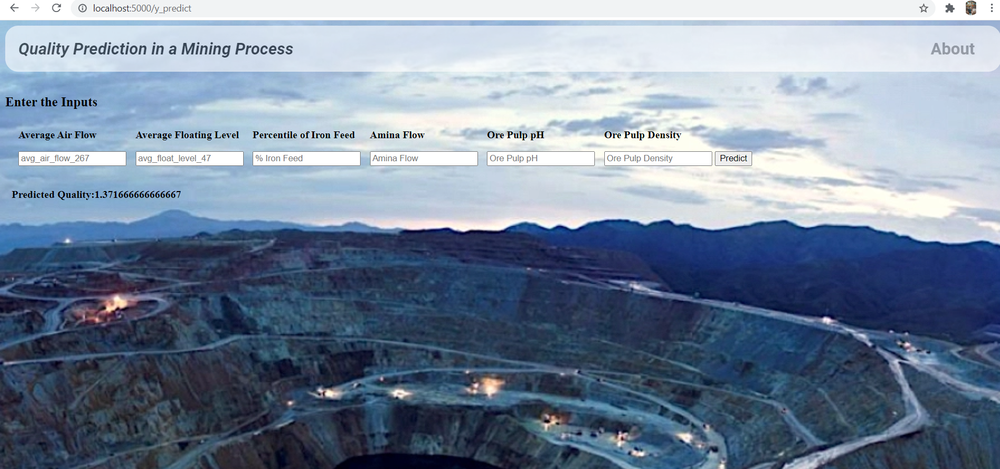 localhost:5000/y_predict
Quality Prediction in a Mining Process
About
Enter the Inputs
Average Air Flow Average Floating Level Percentile of Iron Feed Amina Flow Ore Pulp pH Ore Pulp Density
avg_air_flow_267 avg_float_level_47 % Iron Feed Amina Flow Ore Pulp pH Ore Pulp Density Predict
Predicted Quality:1.371666666666667